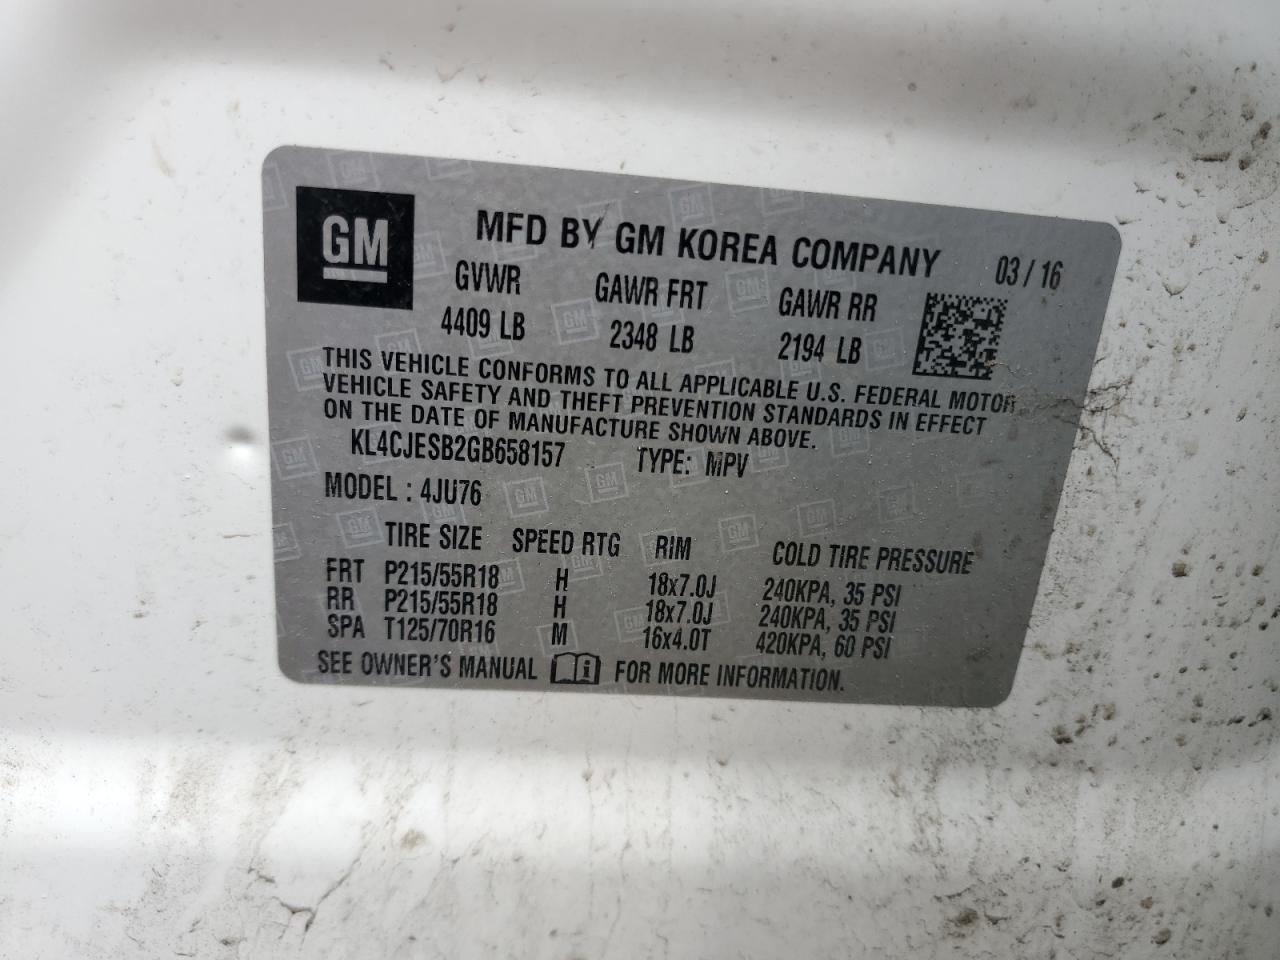 GM
MFD BY GM KOREA COMPANY 03 / 16
GVWR GAWR FRT GAWR RR
4409 LB 2348 LB 2194 LB
THIS VEHICLE CONFORMS TO ALL APPLICABLE U.S. FEDERAL MOTOR
VEHICLE SAFETY AND THEFT PREVENTION STANDARDS IN EFFECT
ON THE DATE OF MANUFACTURE SHOWN ABOVE.
KL4CJESB2GB658157 TYPE: MPV
MODEL : 4JU76
TIRE SIZE SPEED RTG RIM COLD TIRE PRESSURE
FRT P215/55R18 H 18x7.0J 240KPA, 35 PSI
RR P215/55R18 H 18x7.0J 240KPA, 35 PSI
SPA T125/70R16 M 16x4.0T 420KPA, 60 PSI
SEE OWNER'S MANUAL i FOR MORE INFORMATION.